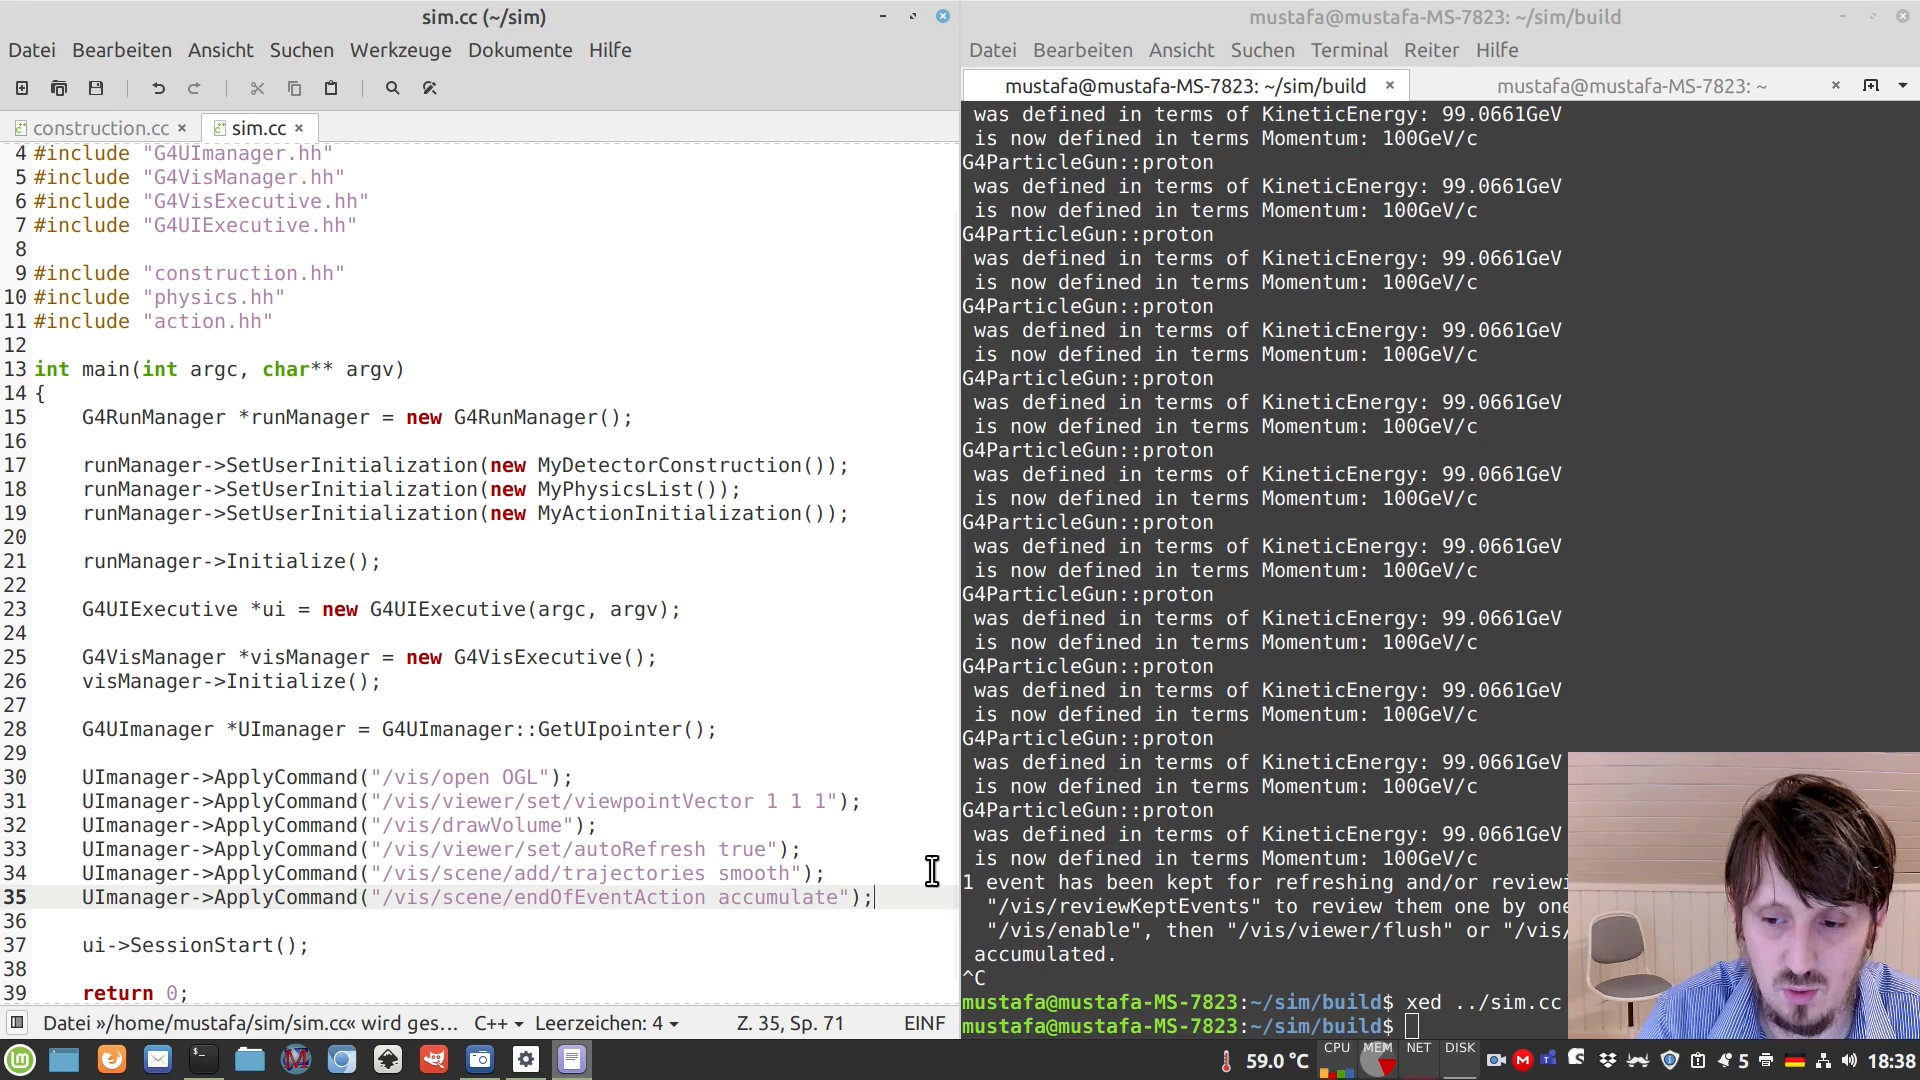 sim.cc (~/sim)
Datei Bearbeiten Ansicht Suchen Werkzeuge Dokumente Hilfe
construction.cc × sim.cc ×
4 #include "G4UImanager.hh"
5 #include "G4VisManager.hh"
6 #include "G4VisExecutive.hh"
7 #include "G4UIExecutive.hh"
8
9 #include "construction.hh"
10 #include "physics.hh"
11 #include "action.hh"
12
13 int main(int argc, char** argv)
14 {
15 G4RunManager *runManager = new G4RunManager();
16
17 runManager->SetUserInitialization(new MyDetectorConstruction());
18 runManager->SetUserInitialization(new MyPhysicsList());
19 runManager->SetUserInitialization(new MyActionInitialization());
20
21 runManager->Initialize();
22
23 G4UIExecutive *ui = new G4UIExecutive(argc, argv);
24
25 G4VisManager *visManager = new G4VisExecutive();
26 visManager->Initialize();
27
28 G4UImanager *UImanager = G4UImanager::GetUIpointer();
29
30 UImanager->ApplyCommand("/vis/open OGL");
31 UImanager->ApplyCommand("/vis/viewer/set/viewpointVector 1 1 1");
32 UImanager->ApplyCommand("/vis/drawVolume");
33 UImanager->ApplyCommand("/vis/viewer/set/autoRefresh true");
34 UImanager->ApplyCommand("/vis/scene/add/trajectories smooth");
35 UImanager->ApplyCommand("/vis/scene/endOfEventAction accumulate");
36
37 ui->SessionStart();
38
39 return 0;
Datei »/home/mustafa/sim/sim.cc« wird ges... C++ Leerzeichen: 4 Z. 35, Sp. 71 EINF
mustafa@mustafa-MS-7823: ~/sim/build
Datei Bearbeiten Ansicht Suchen Terminal Reiter Hilfe
mustafa@mustafa-MS-7823: ~/sim/build × mustafa@mustafa-MS-7823: ~ ×
was defined in terms of KineticEnergy: 99.0661GeV
is now defined in terms Momentum: 100GeV/c
G4ParticleGun::proton
was defined in terms of KineticEnergy: 99.0661GeV
is now defined in terms Momentum: 100GeV/c
G4ParticleGun::proton
was defined in terms of KineticEnergy: 99.0661GeV
is now defined in terms Momentum: 100GeV/c
G4ParticleGun::proton
was defined in terms of KineticEnergy: 99.0661GeV
is now defined in terms Momentum: 100GeV/c
G4ParticleGun::proton
was defined in terms of KineticEnergy: 99.0661GeV
is now defined in terms Momentum: 100GeV/c
G4ParticleGun::proton
was defined in terms of KineticEnergy: 99.0661GeV
is now defined in terms Momentum: 100GeV/c
G4ParticleGun::proton
was defined in terms of KineticEnergy: 99.0661GeV
is now defined in terms Momentum: 100GeV/c
G4ParticleGun::proton
was defined in terms of KineticEnergy: 99.0661GeV
is now defined in terms Momentum: 100GeV/c
G4ParticleGun::proton
was defined in terms of KineticEnergy: 99.0661GeV
is now defined in terms Momentum: 100GeV/c
G4ParticleGun::proton
was defined in terms of KineticEnergy: 99.0661GeV
is now defined in terms Momentum: 100GeV/c
G4ParticleGun::proton
was defined in terms of KineticEnergy: 99.0661GeV
is now defined in terms Momentum: 100GeV/c
1 event has been kept for refreshing and/or reviewi
"/vis/reviewKeptEvents" to review them one by one
"/vis/enable", then "/vis/viewer/flush" or "/vis/
accumulated.
^C
mustafa@mustafa-MS-7823:~/sim/build$ xed ../sim.cc
mustafa@mustafa-MS-7823:~/sim/build$
59.0 °C CPU MEM NET DISK 5 18:38